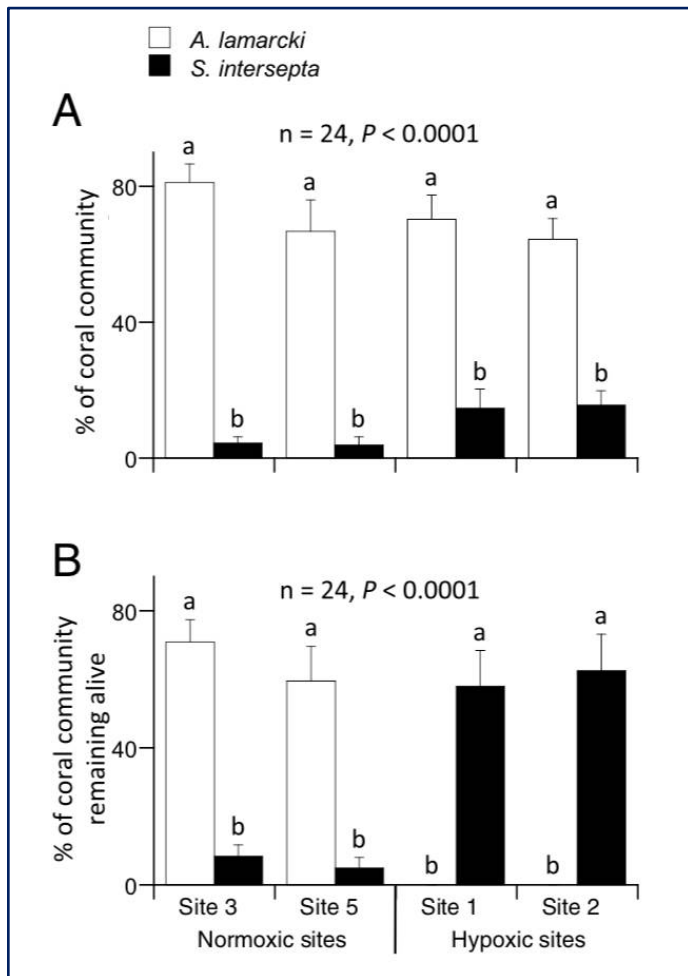 A. lamarcki
S. intersepta
A
n = 24, P < 0.0001
% of coral community
80
40
0
a
b
a
b
a
b
a
b
B
n = 24, P < 0.0001
% of coral community
remaining alive
80
40
0
a
b
a
b
b
a
b
a
Site 3 Site 5 Site 1 Site 2
Normoxic sites Hypoxic sites